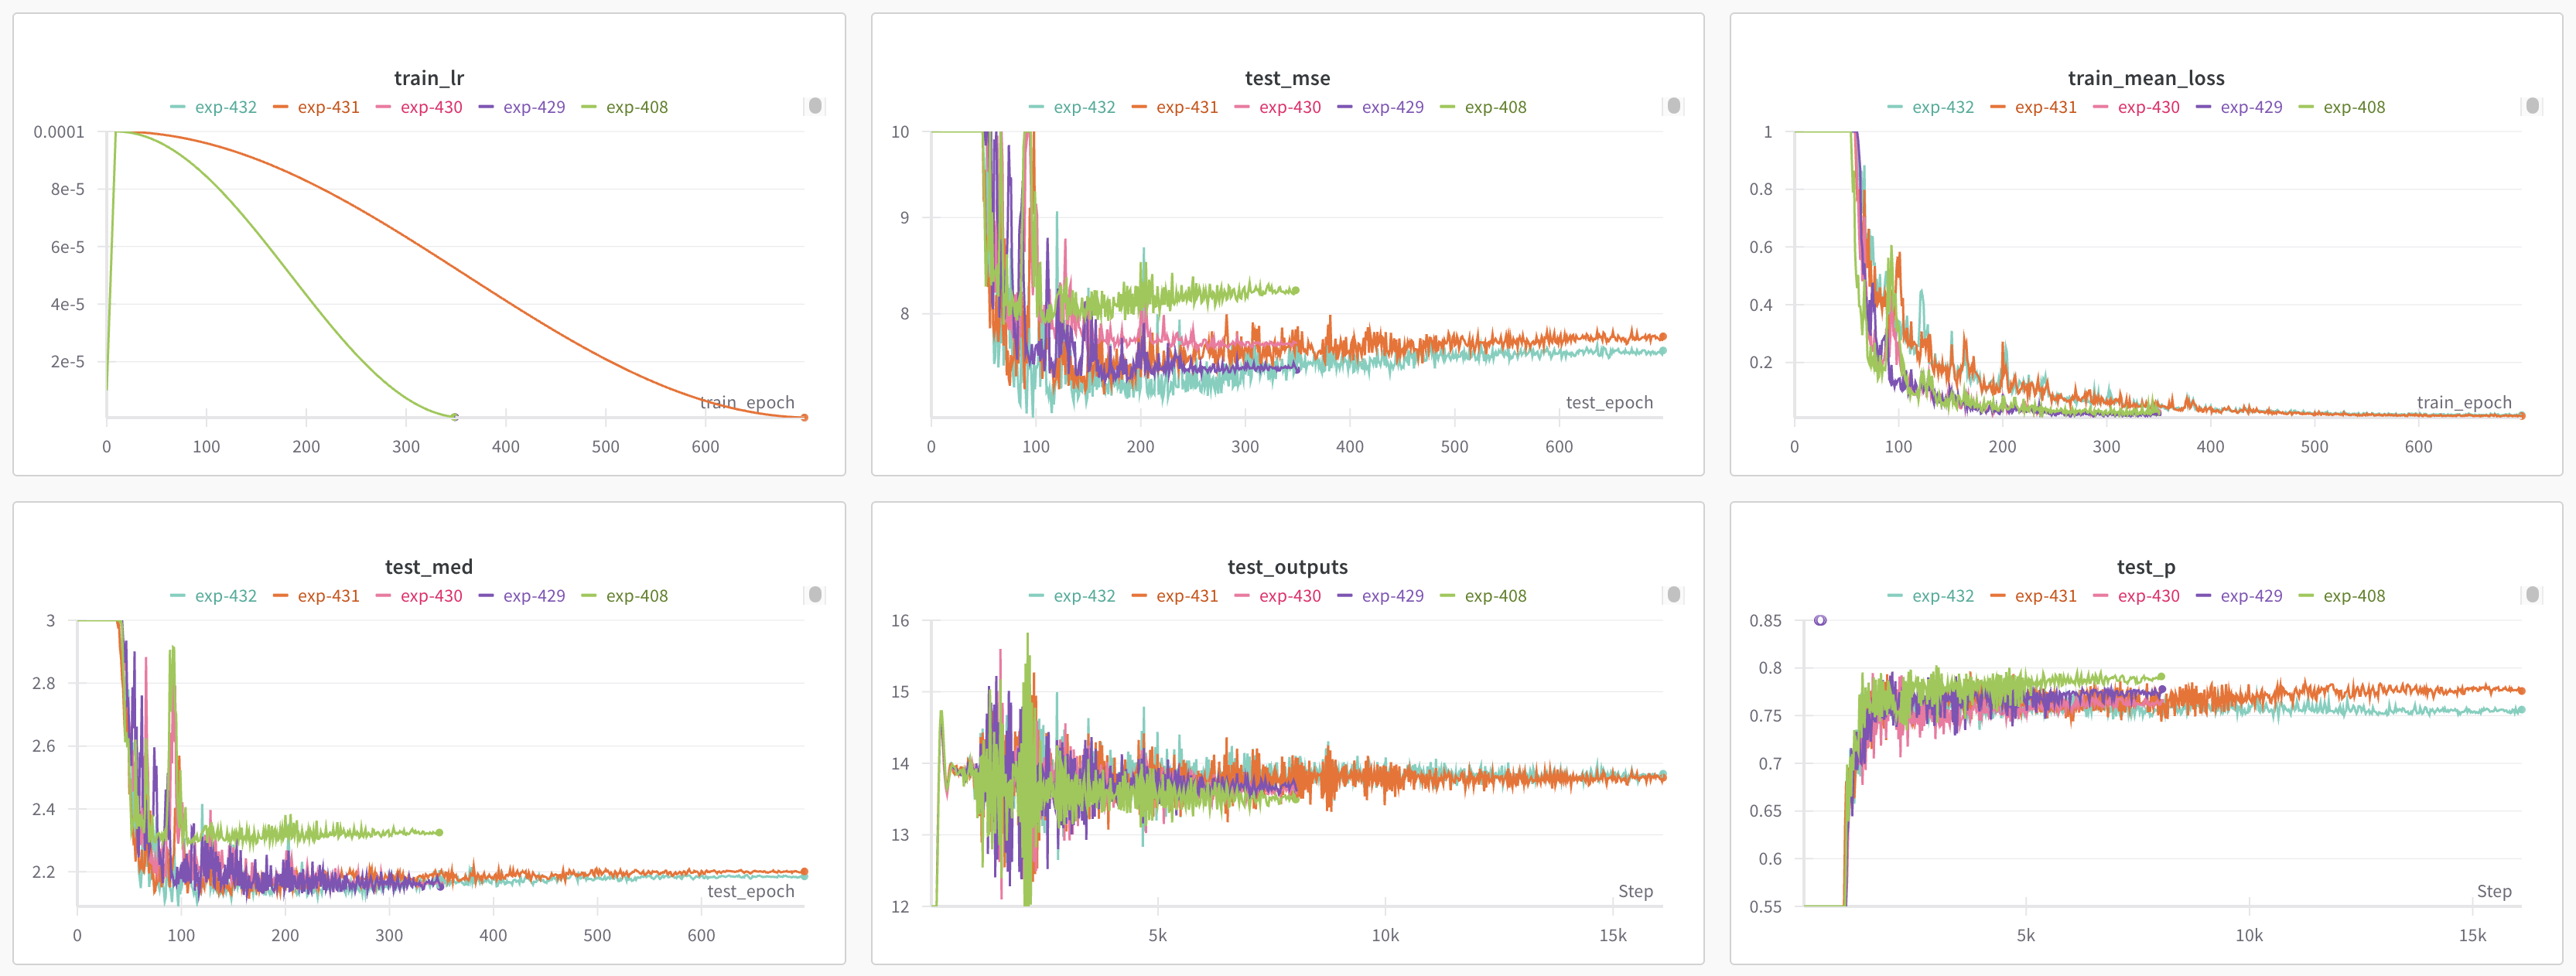 train_lr
exp-432 exp-431 exp-430 exp-429 exp-408
0.0001
8e-5
6e-5
4e-5
2e-5
train_epoch
0 100 200 300 400 500 600
test_mse
exp-432 exp-431 exp-430 exp-429 exp-408
10
9
8
test_epoch
0 100 200 300 400 500 600
train_mean_loss
exp-432 exp-431 exp-430 exp-429 exp-408
1
0.8
0.6
0.4
0.2
train_epoch
0 100 200 300 400 500 600
test_med
exp-432 exp-431 exp-430 exp-429 exp-408
3
2.8
2.6
2.4
2.2
test_epoch
0 100 200 300 400 500 600
test_outputs
exp-432 exp-431 exp-430 exp-429 exp-408
16
15
14
13
12
Step
5k 10k 15k
test_p
exp-432 exp-431 exp-430 exp-429 exp-408
0.85
0.8
0.75
0.7
0.65
0.6
0.55
Step
5k 10k 15k